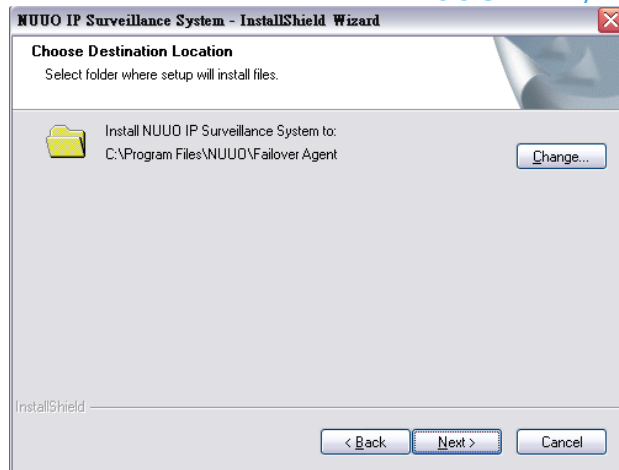 NUUO IP Surveillance System - InstallShield Wizard
Choose Destination Location
Select folder where setup will install files.
Install NUUO IP Surveillance System to:
C:\Program Files\NUUO\Failover Agent
Change...
InstallShield
< Back
Next >
Cancel